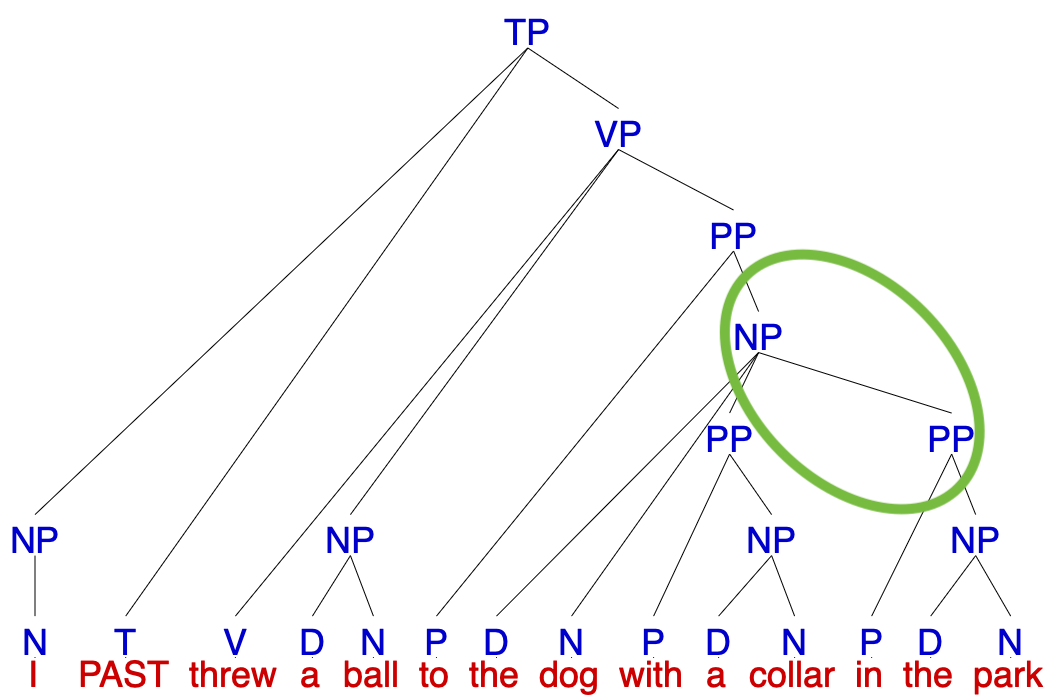 TP
VP
PP
NP
PP PP
NP NP NP NP
N T V D N P D N P D N P D N
I PAST threw a ball to the dog with a collar in the park